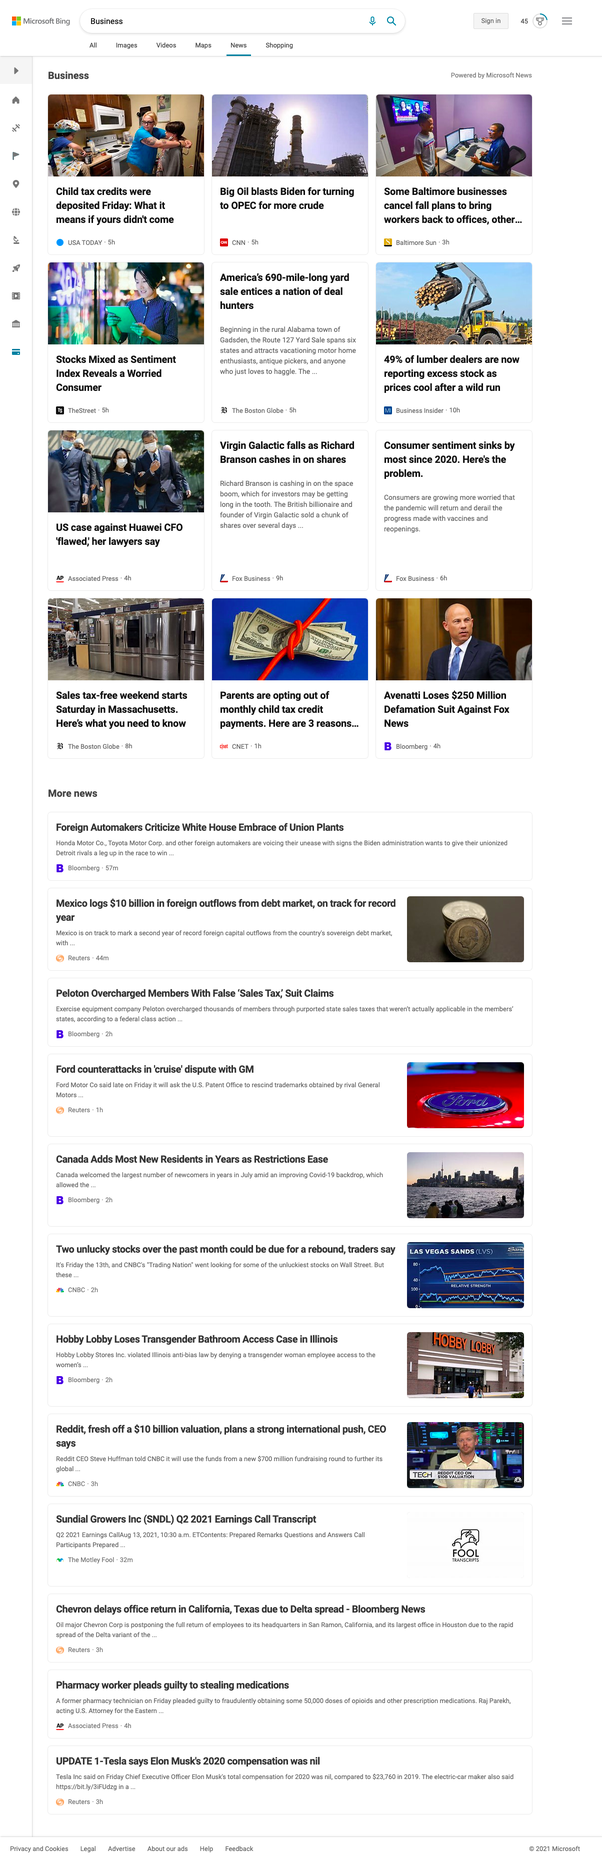 Microsoft Bing
Business
Sign in
45
All Images Videos Maps News Shopping
Business
Powered by Microsoft News
Child tax credits were
deposited Friday: What it
means if yours didn't come
USA TODAY · 5h
Big Oil blasts Biden for turning
to OPEC for more crude
CNN · 5h
Some Baltimore businesses
cancel fall plans to bring
workers back to offices, other...
Baltimore Sun · 3h
Stocks Mixed as Sentiment
Index Reveals a Worried
Consumer
TheStreet · 5h
America's 690-mile-long yard
sale entices a nation of deal
hunters
Beginning in the rural Alabama town of
Gadsden, the Route 127 Yard Sale spans six
states and attracts vacationing motor home
enthusiasts, antique pickers, and anyone
who just loves to haggle. The ...
The Boston Globe · 5h
49% of lumber dealers are now
reporting excess stock as
prices cool after a wild run
Business Insider · 10h
US case against Huawei CFO
'flawed,' her lawyers say
AP Associated Press · 4h
Virgin Galactic falls as Richard
Branson cashes in on shares
Richard Branson is cashing in on the space
boom, which for investors may be getting
long in the tooth. The British billionaire and
founder of Virgin Galactic sold a chunk of
shares over several days ...
Fox Business · 9h
Consumer sentiment sinks by
most since 2020. Here's the
problem.
Consumers are growing more worried that
the pandemic will return and derail the
progress made with vaccines and
reopenings.
Fox Business · 6h
Sales tax-free weekend starts
Saturday in Massachusetts.
Here's what you need to know
The Boston Globe · 8h
Parents are opting out of
monthly child tax credit
payments. Here are 3 reasons...
CNET · 1h
Avenatti Loses $250 Million
Defamation Suit Against Fox
News
Bloomberg · 4h
More news
Foreign Automakers Criticize White House Embrace of Union Plants
Honda Motor Co., Toyota Motor Corp. and other foreign automakers are voicing their unease with signs the Biden administration wants to give their unionized
Detroit rivals a leg up in the race to win ...
Bloomberg · 57m
Mexico logs $10 billion in foreign outflows from debt market, on track for record
year
Mexico is on track to mark a second year of record foreign capital outflows from the country's sovereign debt market,
with ...
Reuters · 44m
Peloton Overcharged Members With False 'Sales Tax,' Suit Claims
Exercise equipment company Peloton overcharged thousands of members through purported state sales taxes that weren't actually applicable in the members'
states, according to a federal class action ...
Bloomberg · 2h
Ford counterattacks in 'cruise' dispute with GM
Ford Motor Co said late on Friday it will ask the U.S. Patent Office to rescind trademarks obtained by rival General
Motors ...
Reuters · 1h
Ford
Canada Adds Most New Residents in Years as Restrictions Ease
Canada welcomed the largest number of newcomers in years in July amid an improving Covid-19 backdrop, which
allowed the ...
Bloomberg · 2h
Two unlucky stocks over the past month could be due for a rebound, traders say
It's Friday the 13th, and CNBC's "Trading Nation" went looking for some of the unluckiest stocks on Wall Street. But
these ...
CNBC · 2h
LAS VEGAS SANDS (LVS)
80
40
RELATIVE STRENGTH
100
0
Hobby Lobby Loses Transgender Bathroom Access Case in Illinois
Hobby Lobby Stores Inc. violated Illinois anti-bias law by denying a transgender woman employee access to the
women's ...
Bloomberg · 2h
HOBBY LOBBY
Reddit, fresh off a $10 billion valuation, plans a strong international push, CEO
says
Reddit CEO Steve Huffman told CNBC it will use the funds from a new $700 million fundraising round to further its
global ...
CNBC · 3h
TECH REDDIT CEO ON
$10B VALUATION
Sundial Growers Inc (SNDL) Q2 2021 Earnings Call Transcript
Q2 2021 Earnings CallAug 13, 2021, 10:30 a.m. ETContents: Prepared Remarks Questions and Answers Call
Participants Prepared ...
The Motley Fool · 32m
FOOL
TRANSCRIPTS
Chevron delays office return in California, Texas due to Delta spread - Bloomberg News
Oil major Chevron Corp is postponing the full return of employees to its headquarters in San Ramon, California, and its largest office in Houston due to the rapid
spread of the Delta variant of the ...
Reuters · 3h
Pharmacy worker pleads guilty to stealing medications
A former pharmacy technician on Friday pleaded guilty to fraudulently obtaining some 50,000 doses of opioids and other prescription medications. Raj Parekh,
acting U.S. Attorney for the Eastern ...
AP Associated Press · 4h
UPDATE 1-Tesla says Elon Musk's 2020 compensation was nil
Tesla Inc said on Friday Chief Executive Officer Elon Musk's total compensation for 2020 was nil, compared to $23,760 in 2019. The electric-car maker also said
https://bit.ly/3iFUdzg in a ...
Reuters · 3h
Privacy and Cookies Legal Advertise About our ads Help Feedback
© 2021 Microsoft